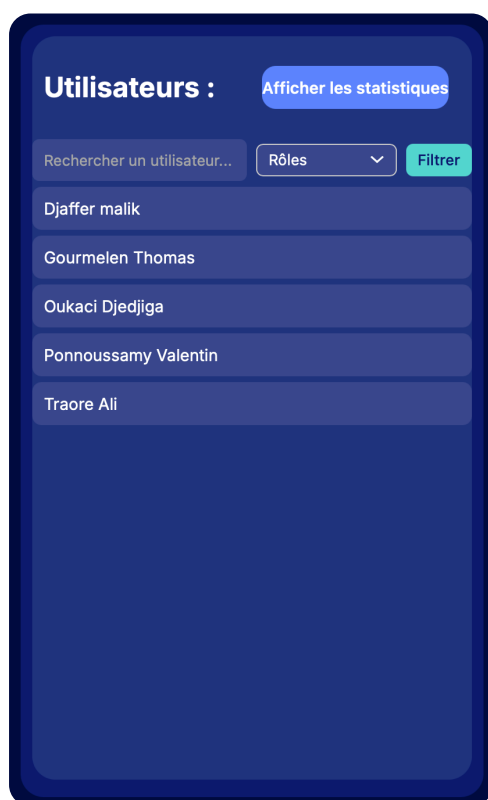 Utilisateurs :
Afficher les statistiques
Rechercher un utilisateur...
Rôles
Filtrer
Djaffer malik
Gourmelen Thomas
Oukaci Djedjiga
Ponnoussamy Valentin
Traore Ali